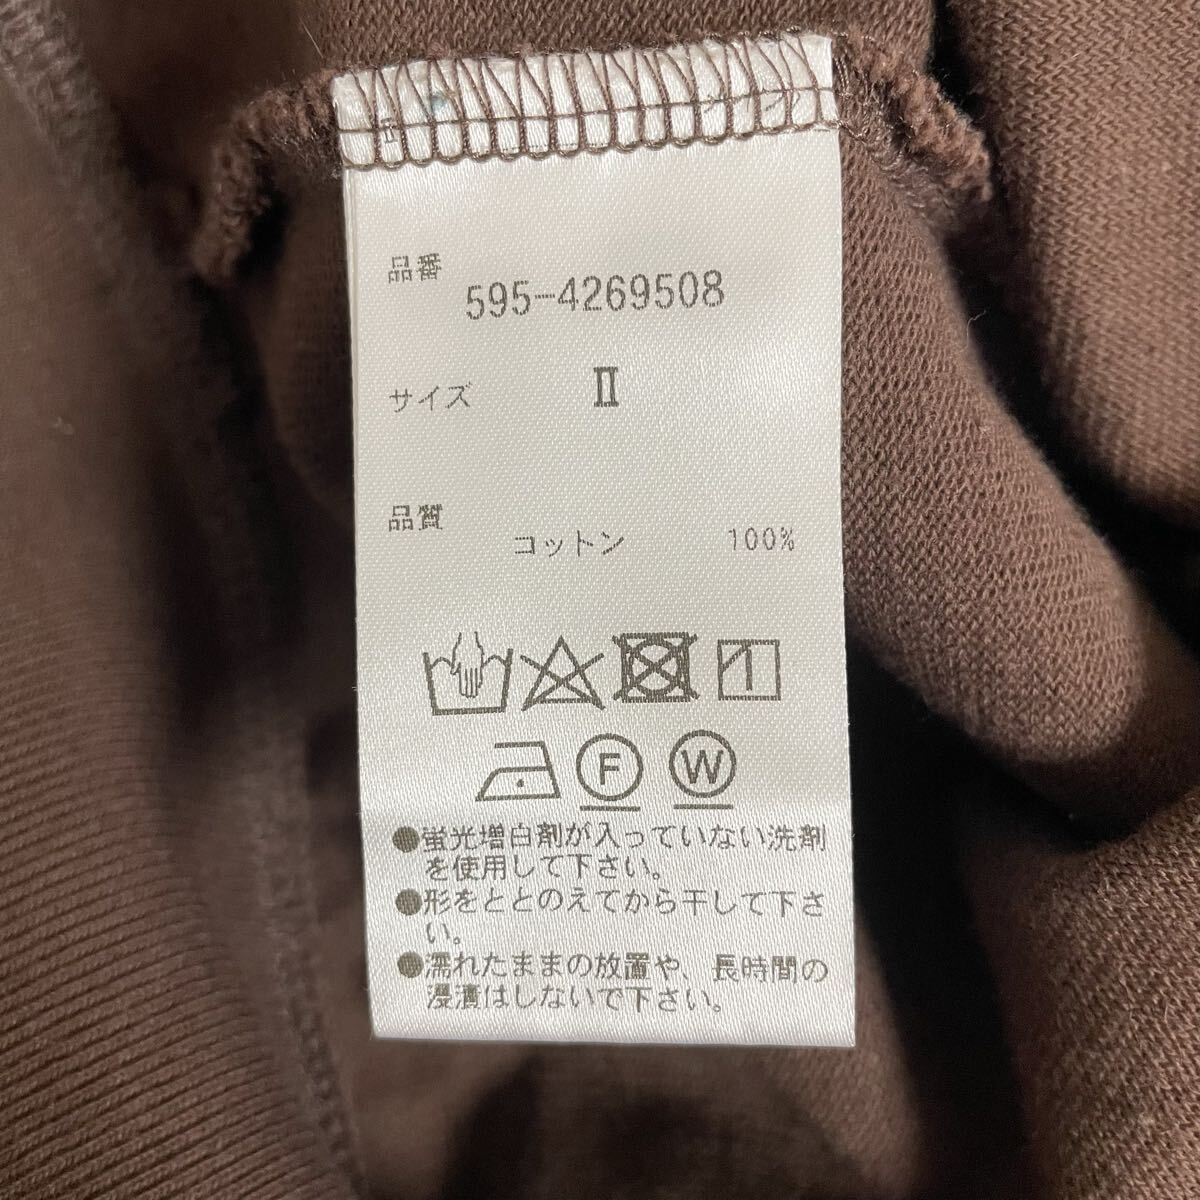 品番
595-4269508
サイズ II
品質
コットン 100%
F W
●蛍光増白剤が入っていない洗剤
を使用して下さい。
●形をととのえてから干して下さ
い。
●濡れたままの放置や、長時間の
浸漬はしないで下さい。